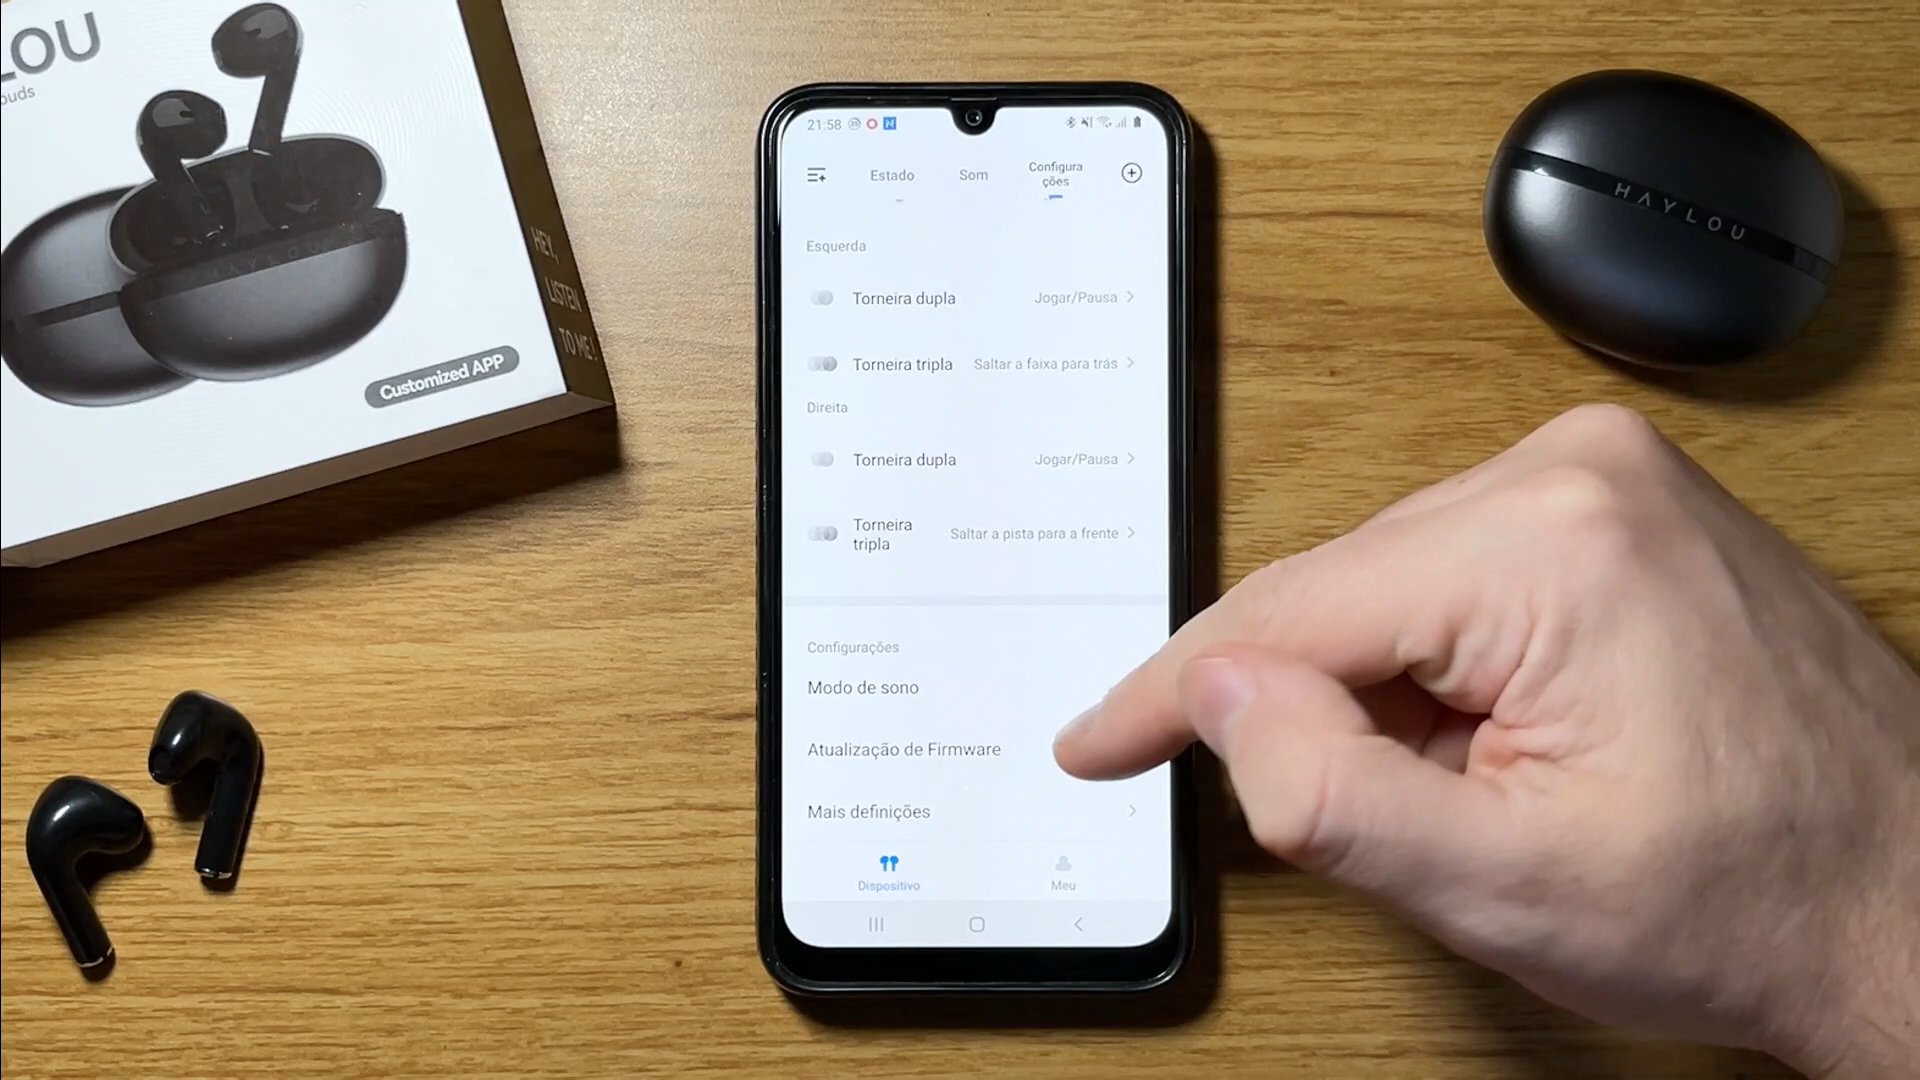 LOU
ouds
HEY,
LISTEN
TO ME!
Customized APP
21:58
Estado
Som
Configura
ções
Esquerda
Torneira dupla
Jogar/Pausa
Torneira tripla
Saltar a faixa para trás
Direita
Torneira dupla
Jogar/Pausa
Torneira
tripla
Saltar a pista para a frente
Configurações
Modo de sono
Atualização de Firmware
Mais definições
Dispositivo
Meu
HAYLOU